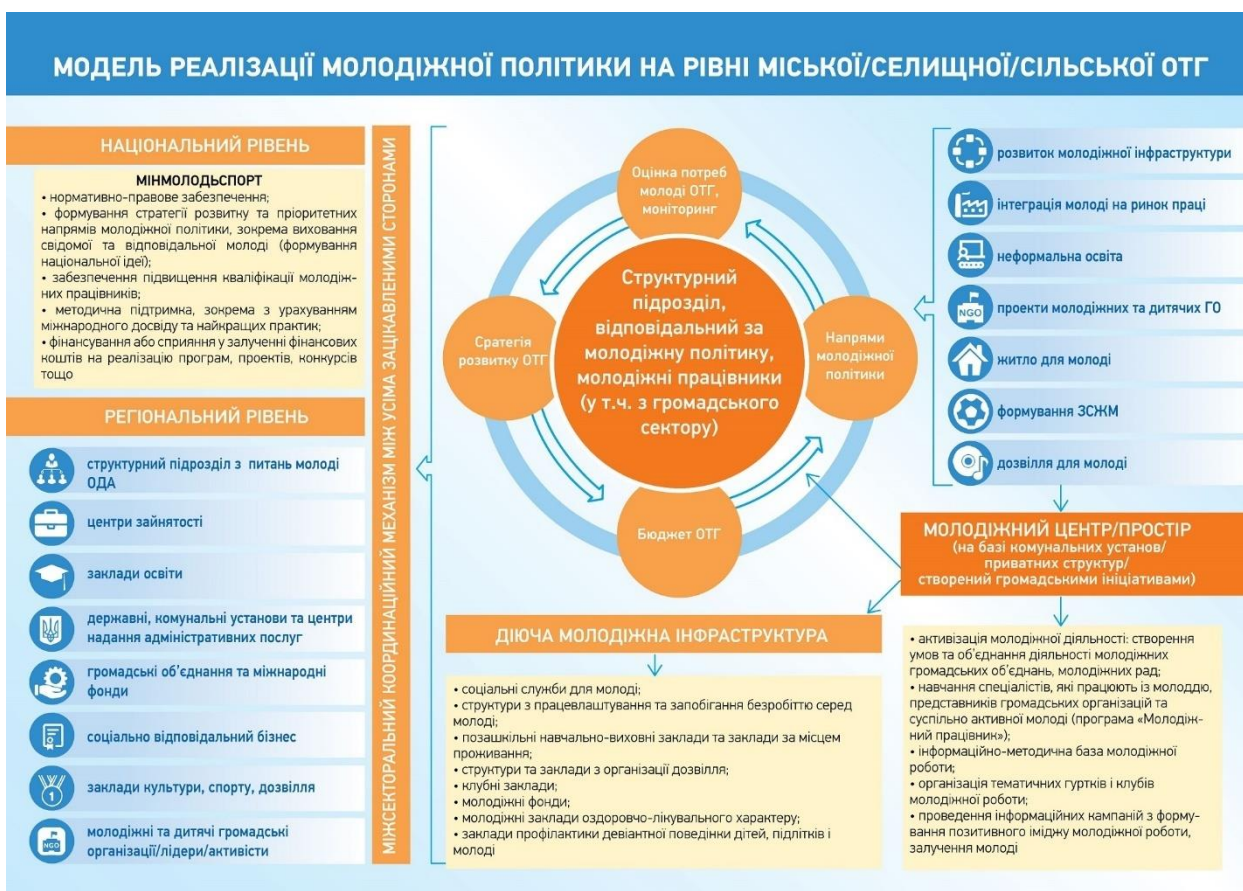 МОДЕЛЬ РЕАЛІЗАЦІЇ МОЛОДІЖНОЇ ПОЛІТИКИ НА РІВНІ МІСЬКОЇ/СЕЛИЩНОЇ/СІЛЬСЬКОЇ ОТГ
НАЦІОНАЛЬНИЙ РІВЕНЬ
МІНМОЛОДЬСПОРТ
• нормативно-правове забезпечення;
• формування стратегії розвитку та пріоритетних
напрямів молодіжної політики, зокрема виховання
свідомої та відповідальної молоді (формування
національної ідеї);
• забезпечення підвищення кваліфікації молодіж-
них працівників;
• методична підтримка, зокрема з урахуванням
міжнародного досвіду та найкращих практик;
• фінансування або сприяння у залученні фінансових
коштів на реалізацію програм, проектів, конкурсів
тощо
РЕГІОНАЛЬНИЙ РІВЕНЬ
структурний підрозділ з питань молоді
ОДА
центри зайнятості
заклади освіти
державні, комунальні установи та центри
надання адміністративних послуг
громадські об'єднання та міжнародні
фонди
соціально відповідальний бізнес
1
заклади культури, спорту, дозвілля
NGO
молодіжні та дитячі громадські
організації/лідери/активісти
МІЖСЕКТОРАЛЬНИЙ КООРДИНАЦІЙНИЙ МЕХАНІЗМ МІЖ УСІМА ЗАЦІКАВЛЕНИМИ СТОРОНАМИ
Оцінка потреб
молоді ОТГ,
моніторинг
Сратегія
розвитку ОТГ
Структурний
підрозділ,
відповідальний за
молодіжну політику,
молодіжні працівники
(у т.ч. з громадського
сектору)
Напрями
молодіжної
політики
Бюджет ОТГ
розвиток молодіжної інфраструктури
інтеграція молоді на ринок праці
неформальна освіта
NGO
проекти молодіжних та дитячих ГО
житло для молоді
формування ЗСЖМ
дозвілля для молоді
ДІЮЧА МОЛОДІЖНА ІНФРАСТРУКТУРА
• соціальні служби для молоді;
• структури з працевлаштування та запобігання безробіттю серед
молоді;
• позашкільні навчально-виховні заклади та заклади за місцем
проживання;
• структури та заклади з організації дозвілля;
• клубні заклади;
• молодіжні фонди;
• молодіжні заклади оздоровчо-лікувального характеру;
• заклади профілактики девіантної поведінки дітей, підлітків і
молоді
МОЛОДІЖНИЙ ЦЕНТР/ПРОСТІР
(на базі комунальних установ/
приватних структур/
створений громадськими ініціативами)
• активізація молодіжної діяльності: створення
умов та об'єднання діяльності молодіжних
громадських об'єднань, молодіжних рад;
• навчання спеціалістів, які працюють із молоддю,
представників громадських організацій та
суспільно активної молоді (програма «Молодіж-
ний працівник»);
• інформаційно-методична база молодіжної
роботи;
• організація тематичних гуртків і клубів
молодіжної роботи;
• проведення інформаційних кампаній з форму-
вання позитивного іміджу молодіжної роботи,
залучення молоді